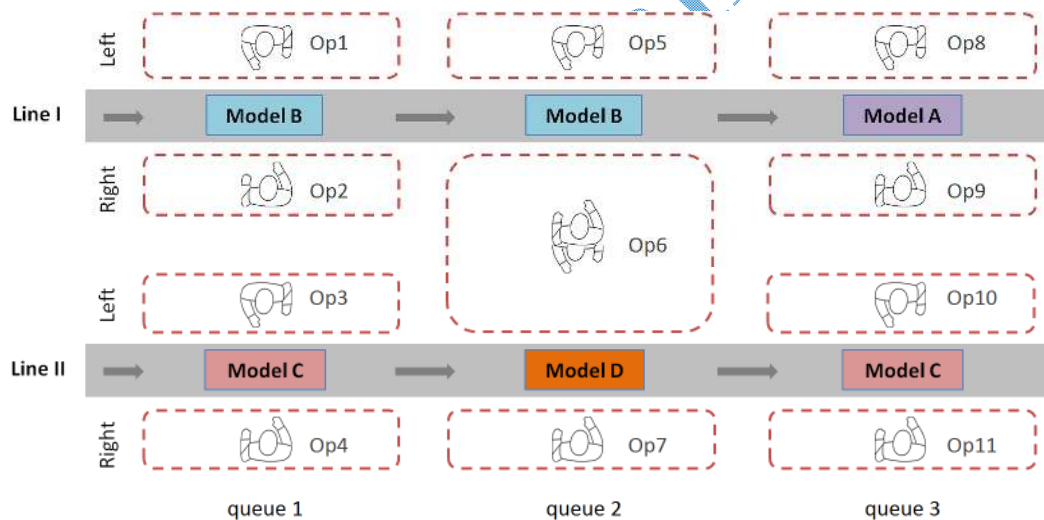 Left
Op1
Op5
Op8
Line I
Model B
Model B
Model A
Right
Op2
Op6
Op9
Left
Op3
Op10
Line II
Model C
Model D
Model C
Right
Op4
Op7
Op11
queue 1
queue 2
queue 3